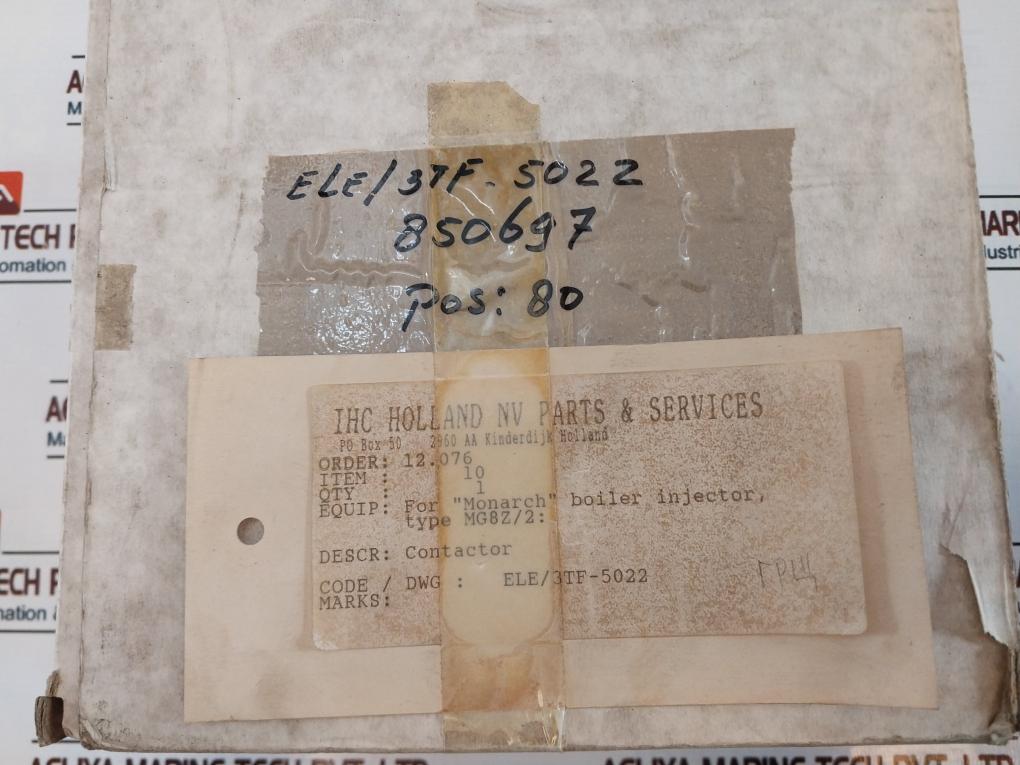 ELE/3TF-5022
850697
pos: 80
IHC HOLLAND NV PARTS & SERVICES
PO Box 50 2960 AA Kinderdijk Holland
ORDER: 12.076
ITEM : 10
QTY : 1
EQUIP: For "Monarch" boiler injector,
type MG8Z/2:
DESCR: Contactor
CODE / DWG : ELE/3TF-5022
MARKS:
ГРЩ